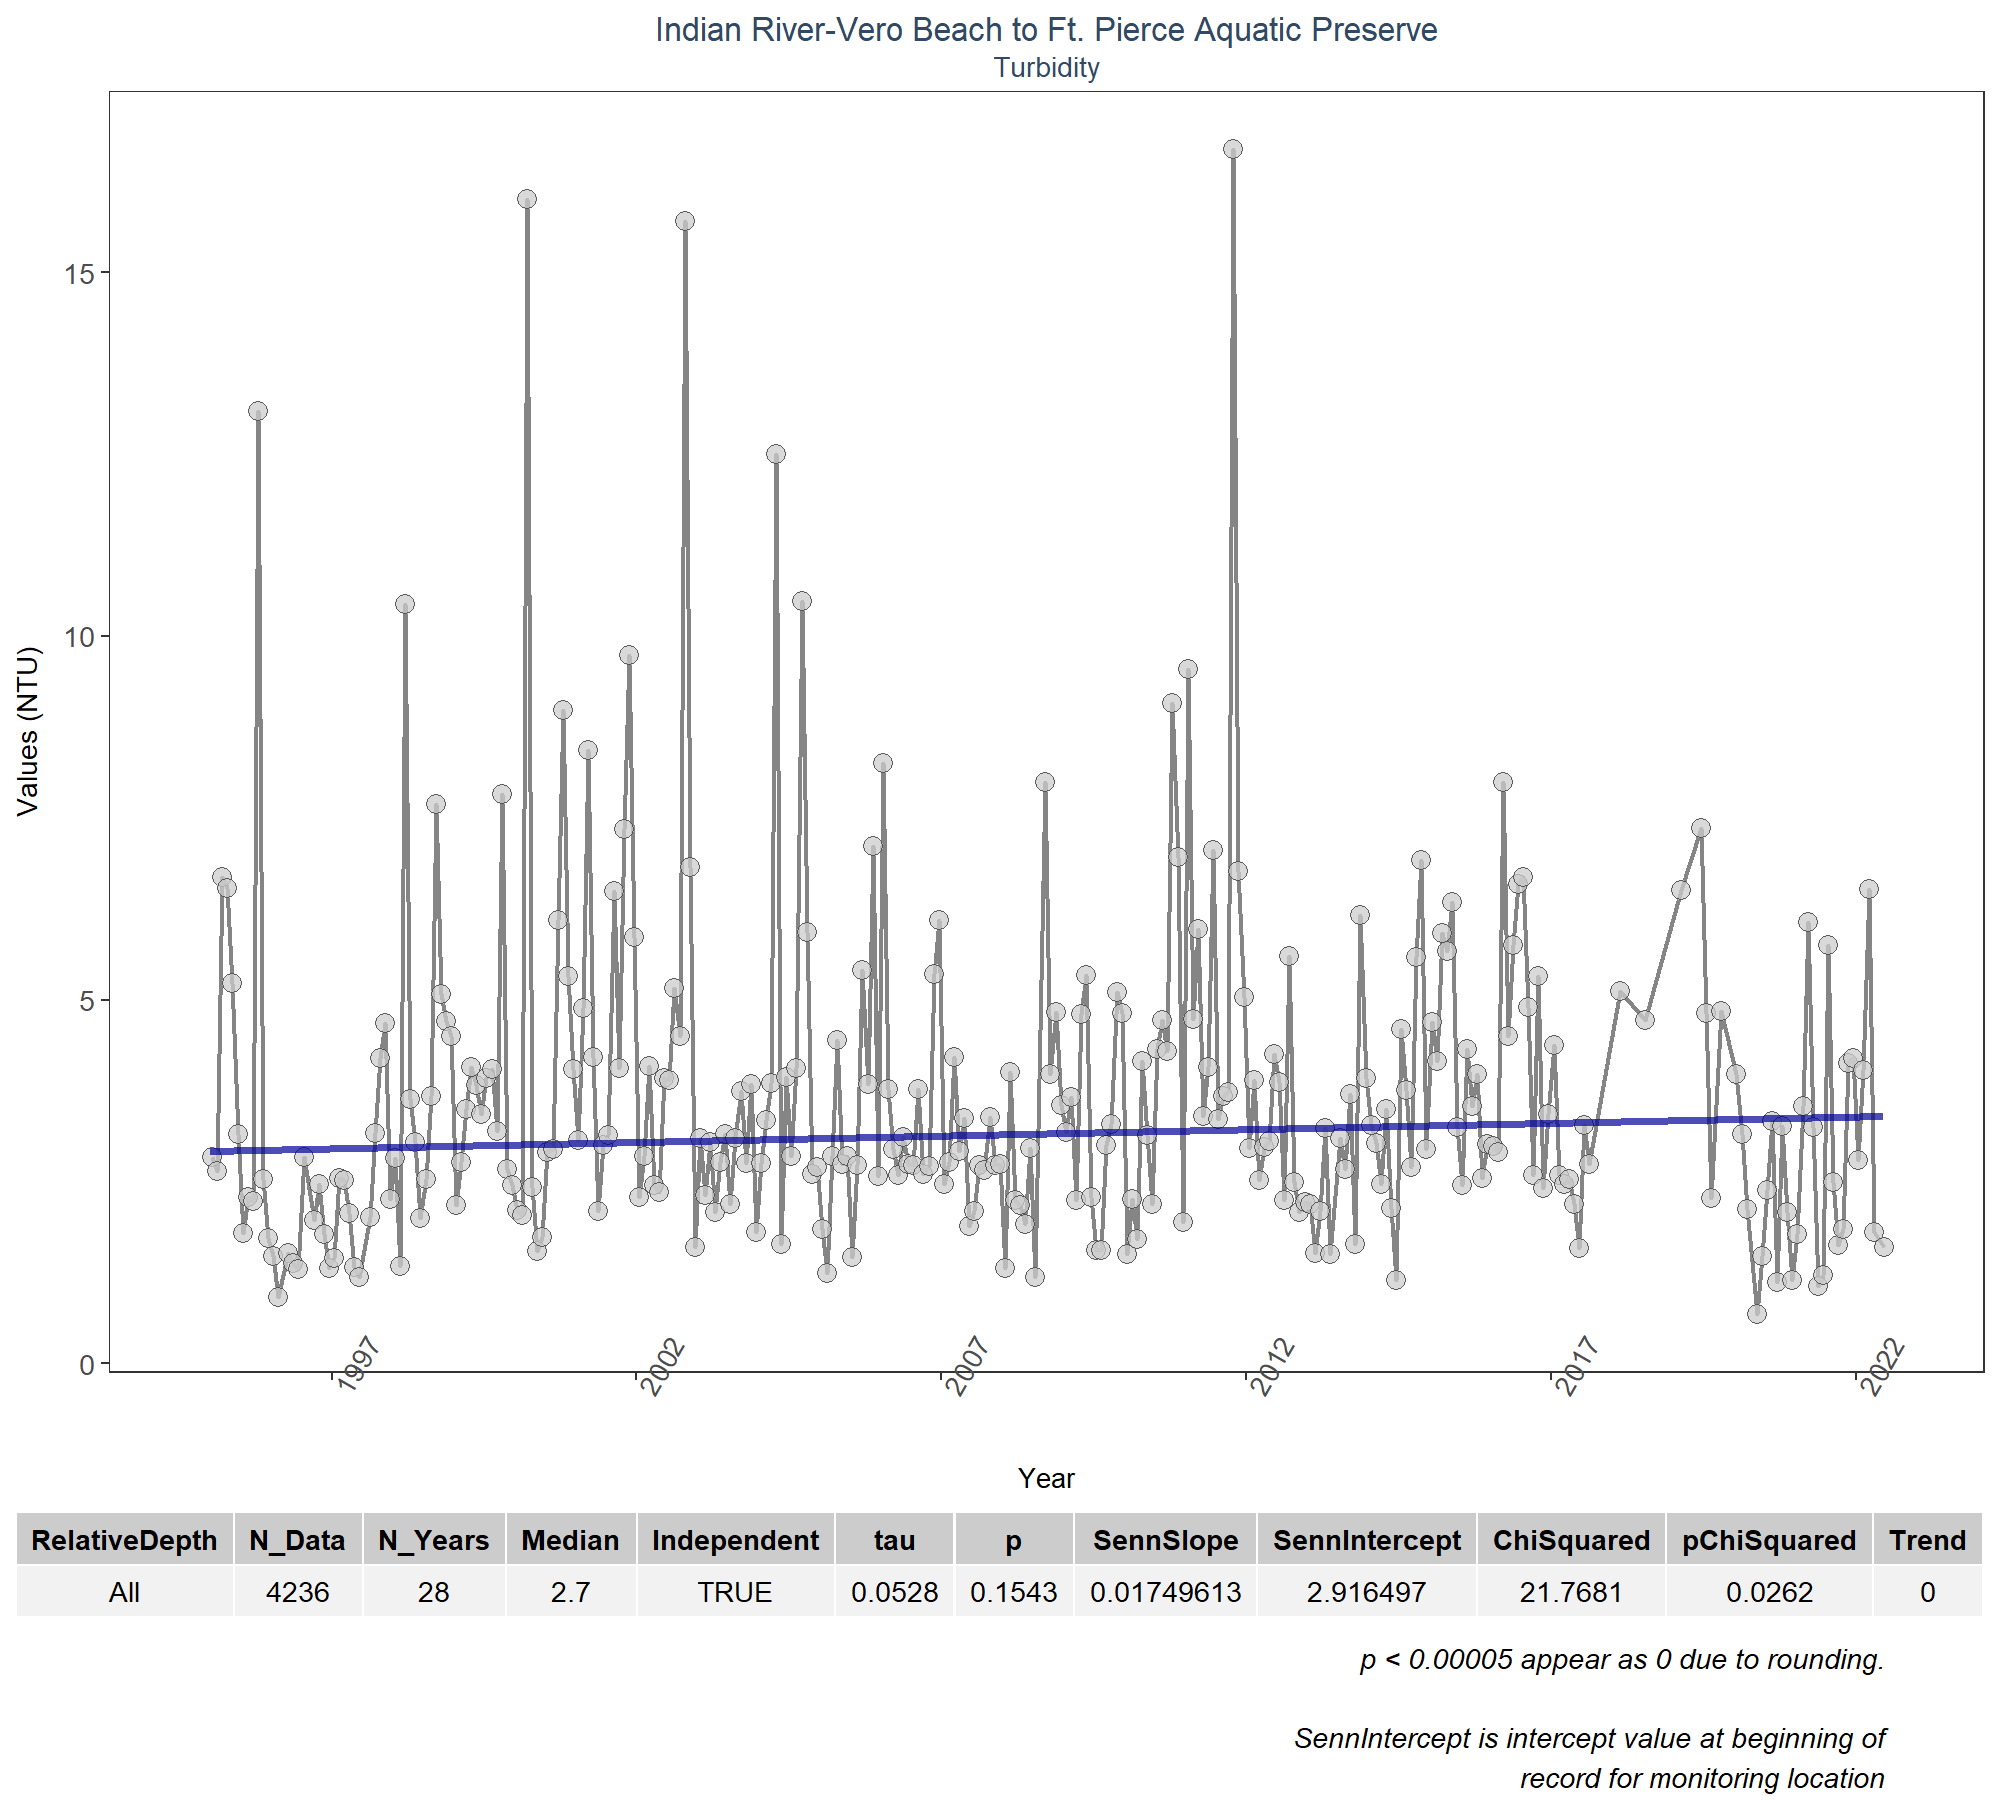 Indian River-Vero Beach to Ft. Pierce Aquatic Preserve
Turbidity
Values (NTU)
15
10
5
0
1997 2002 2007 2012 2017 2022
Year
RelativeDepth N_Data N_Years Median Independent tau p SennSlope SennIntercept ChiSquared pChiSquared Trend
All 4236 28 2.7 TRUE 0.0528 0.1543 0.01749613 2.916497 21.7681 0.0262 0
p < 0.00005 appear as 0 due to rounding.
SennIntercept is intercept value at beginning of
record for monitoring location